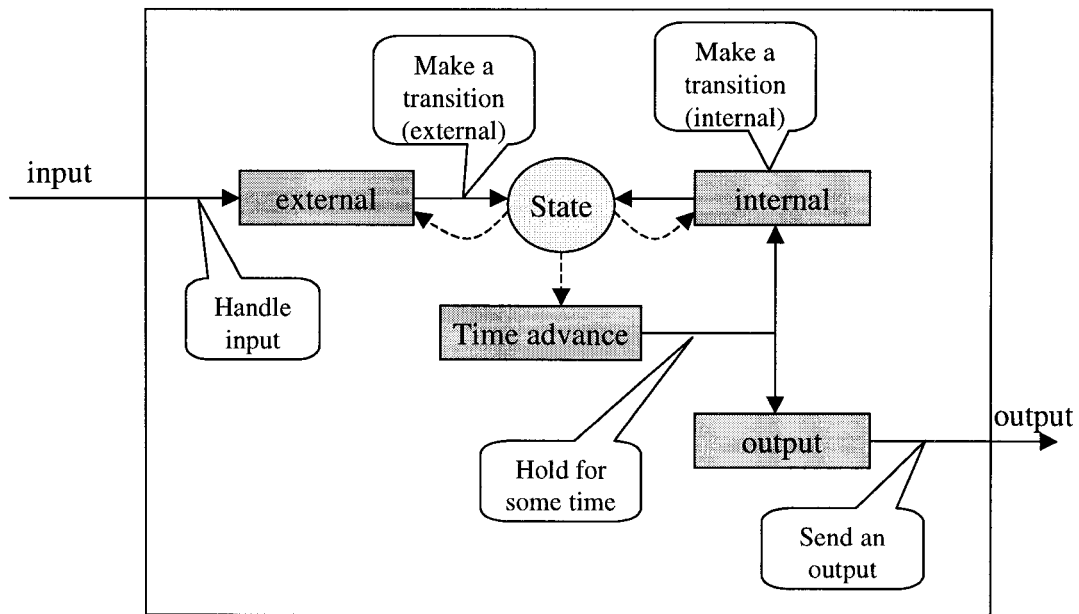 Make a
transition
(external)
Make a
transition
(internal)
input
external
State
internal
Handle
input
Time advance
output
output
Hold for
some time
Send an
output